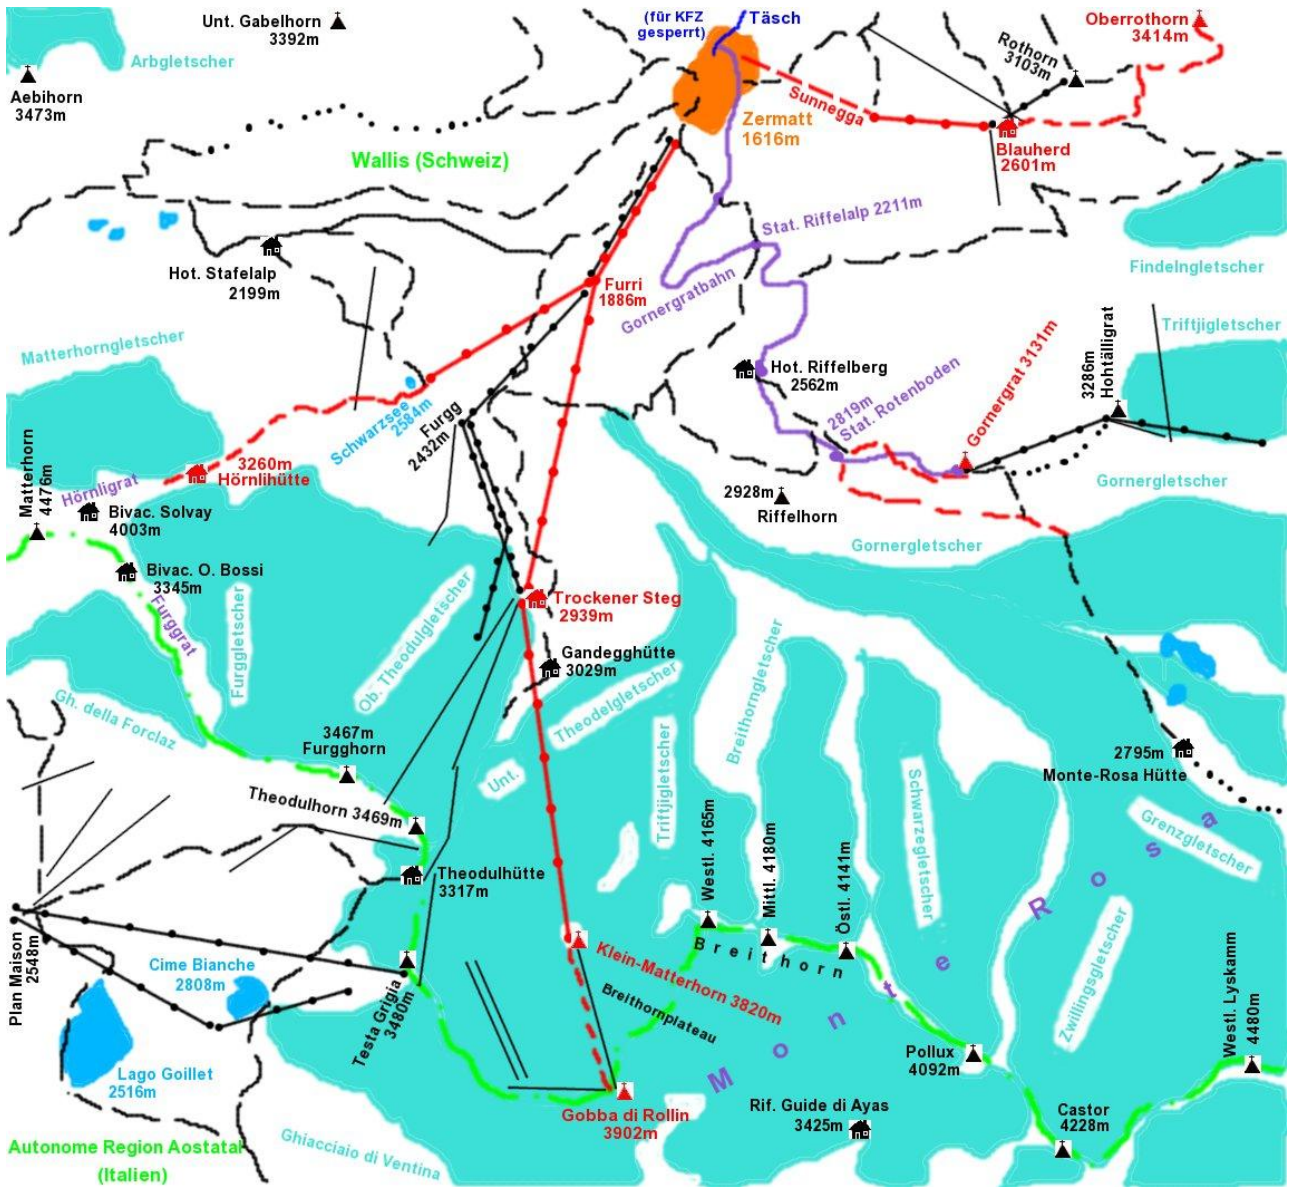 Unt. Gabelhorn
3392m
(für KFZ
gesperrt)
Täsch
Oberrothorn
3414m
Arbgletscher
Rothorn
3103m
Aebihorn
3473m
Sunnegga
Zermatt
1616m
Blauherd
2601m
Wallis (Schweiz)
Stat. Riffelalp 2211m
Hot. Stafelalp
2199m
Findelngletscher
Furri
1886m
Gornergratbahn
Matterhorngletscher
Triftjigletscher
Gornergrat 3131m
3286m
Hohtälligrat
Hot. Riffelberg
2562m
Schwarzsee
2584m
Furgg
2432m
2819m
Stat. Rotenboden
Matterhorn
4476m
3260m
Hörnlihütte
Hörnligrat
Gornergletscher
2928m
Riffelhorn
Bivac. Solvay
4003m
Gornergletscher
Bivac. O. Bossi
3345m
Furggrat
Furggletscher
Ob. Theodulgletscher
Trockener Steg
2939m
Gandegghütte
3029m
Theodelgletscher
Unt.
Breithorngletscher
Gh. della Forclaz
3467m
Furgghorn
Triftjigletscher
Schwarzegletscher
2795m
Monte-Rosa Hütte
Theodulhorn 3469m
Grenzgletscher
Westl. 4165m
Mittl. 4180m
Östl. 4141m
Theodulhütte
3317m
Monte Rosa
Breithorn
Zwillingsgletscher
Plan Maison
2548m
Cime Bianche
2808m
Klein-Matterhorn 3820m
Breithornplateau
Testa Grigia
3480m
Westl. Lyskamm
4480m
Pollux
4092m
Lago Goillet
2516m
Gobba di Rollin
3902m
Rif. Guide di Ayas
3425m
Castor
4228m
Autonome Region Aostatal
(Italien)
Ghiacciaio di Ventina